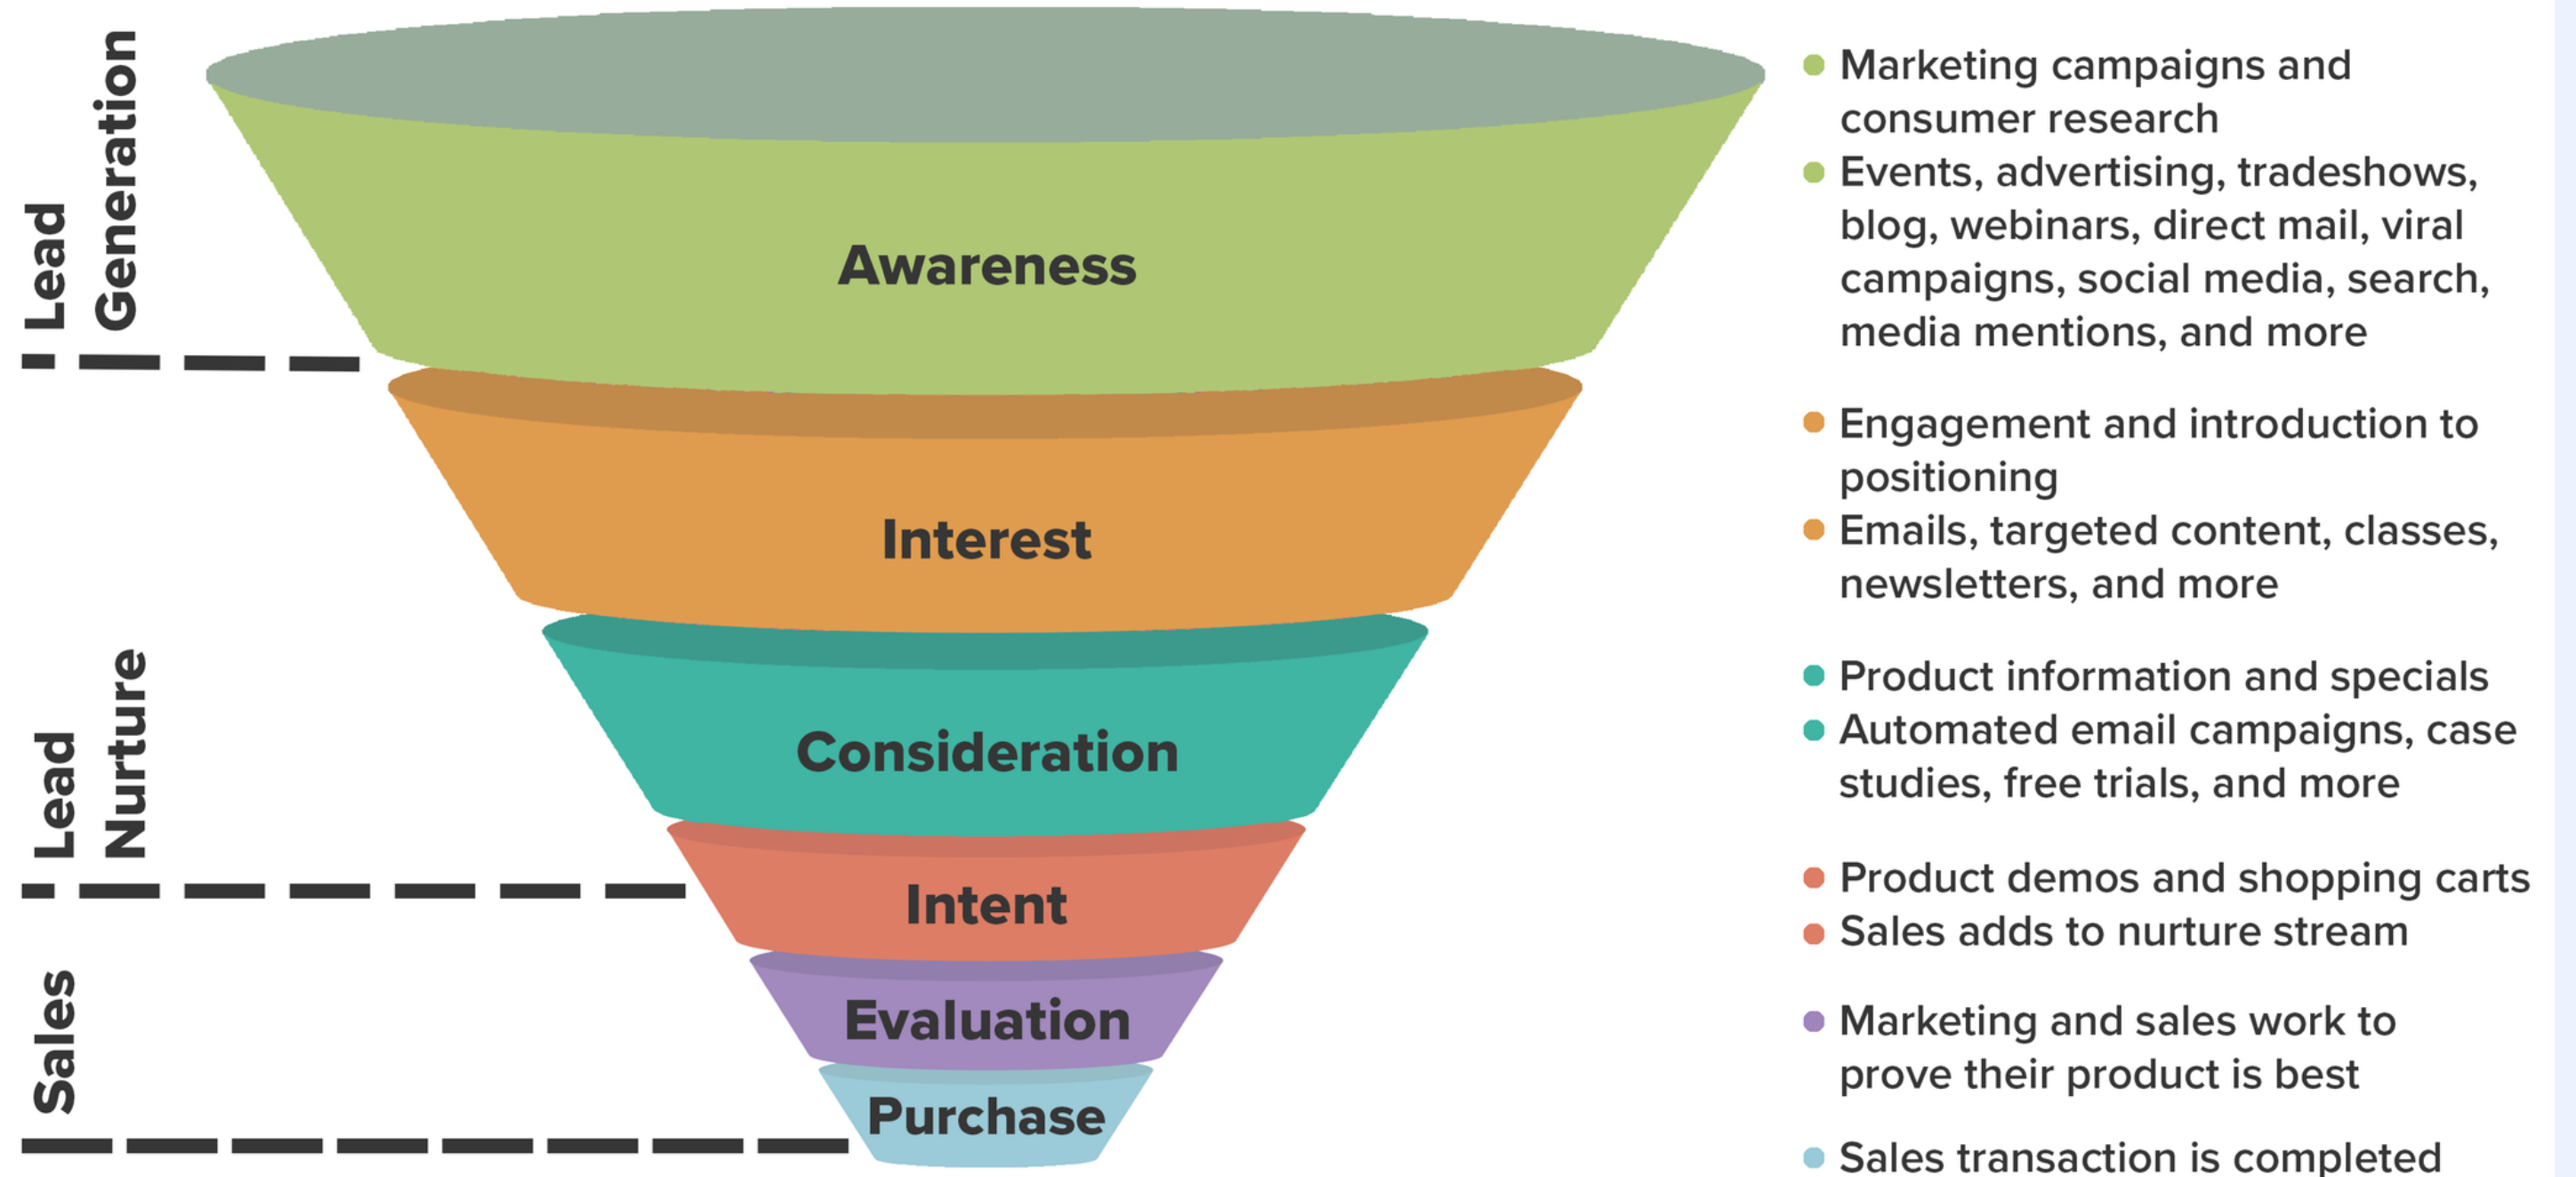 Lead
Generation
Awareness
Marketing campaigns and
consumer research
Events, advertising, tradeshows,
blog, webinars, direct mail, viral
campaigns, social media, search,
media mentions, and more
Interest
Engagement and introduction to
positioning
Emails, targeted content, classes,
newsletters, and more
Lead
Nurture
Consideration
Product information and specials
Automated email campaigns, case
studies, free trials, and more
Intent
Product demos and shopping carts
Sales adds to nurture stream
Sales
Evaluation
Marketing and sales work to
prove their product is best
Purchase
Sales transaction is completed